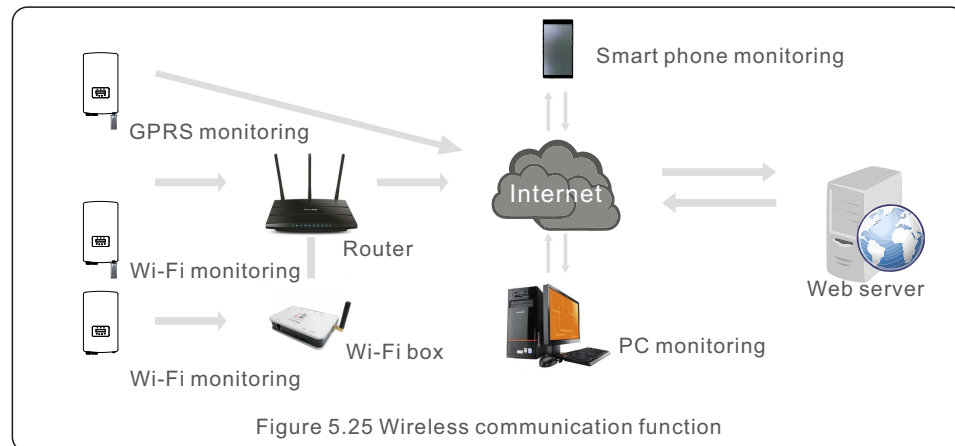 Smart phone monitoring
GPRS monitoring
Internet
Router
Wi-Fi monitoring
Web server
Wi-Fi box
PC monitoring
Wi-Fi monitoring
Figure 5.25 Wireless communication function